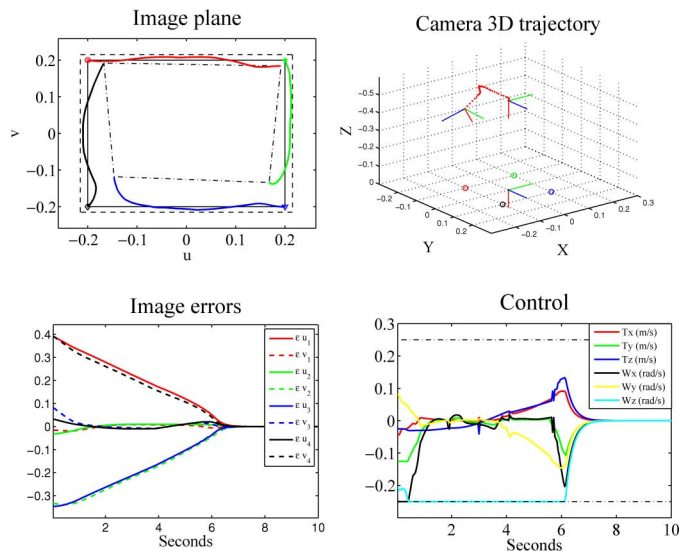 Image plane
0.2
0.1
0
−0.1
−0.2
v
−0.2
−0.1
0
0.1
0.2
u
Camera 3D trajectory
−0.5
−0.4
−0.3
−0.2
−0.1
0
Z
−0.2
−0.1
0
0.1
0.2
Y
−0.2
−0.1
0
0.1
0.2
0.3
X
Image errors
0.4
0.3
0.2
0.1
0
−0.1
−0.2
−0.3
2
4
6
8
10
Seconds
ε u1
ε v1
ε u2
ε v2
ε u3
ε v3
ε u4
ε v4
Control
0.3
0.2
0.1
0
−0.1
−0.2
−0.3
2
4
6
8
10
Seconds
Tx (m/s)
Ty (m/s)
Tz (m/s)
Wx (rad/s)
Wy (rad/s)
Wz (rad/s)